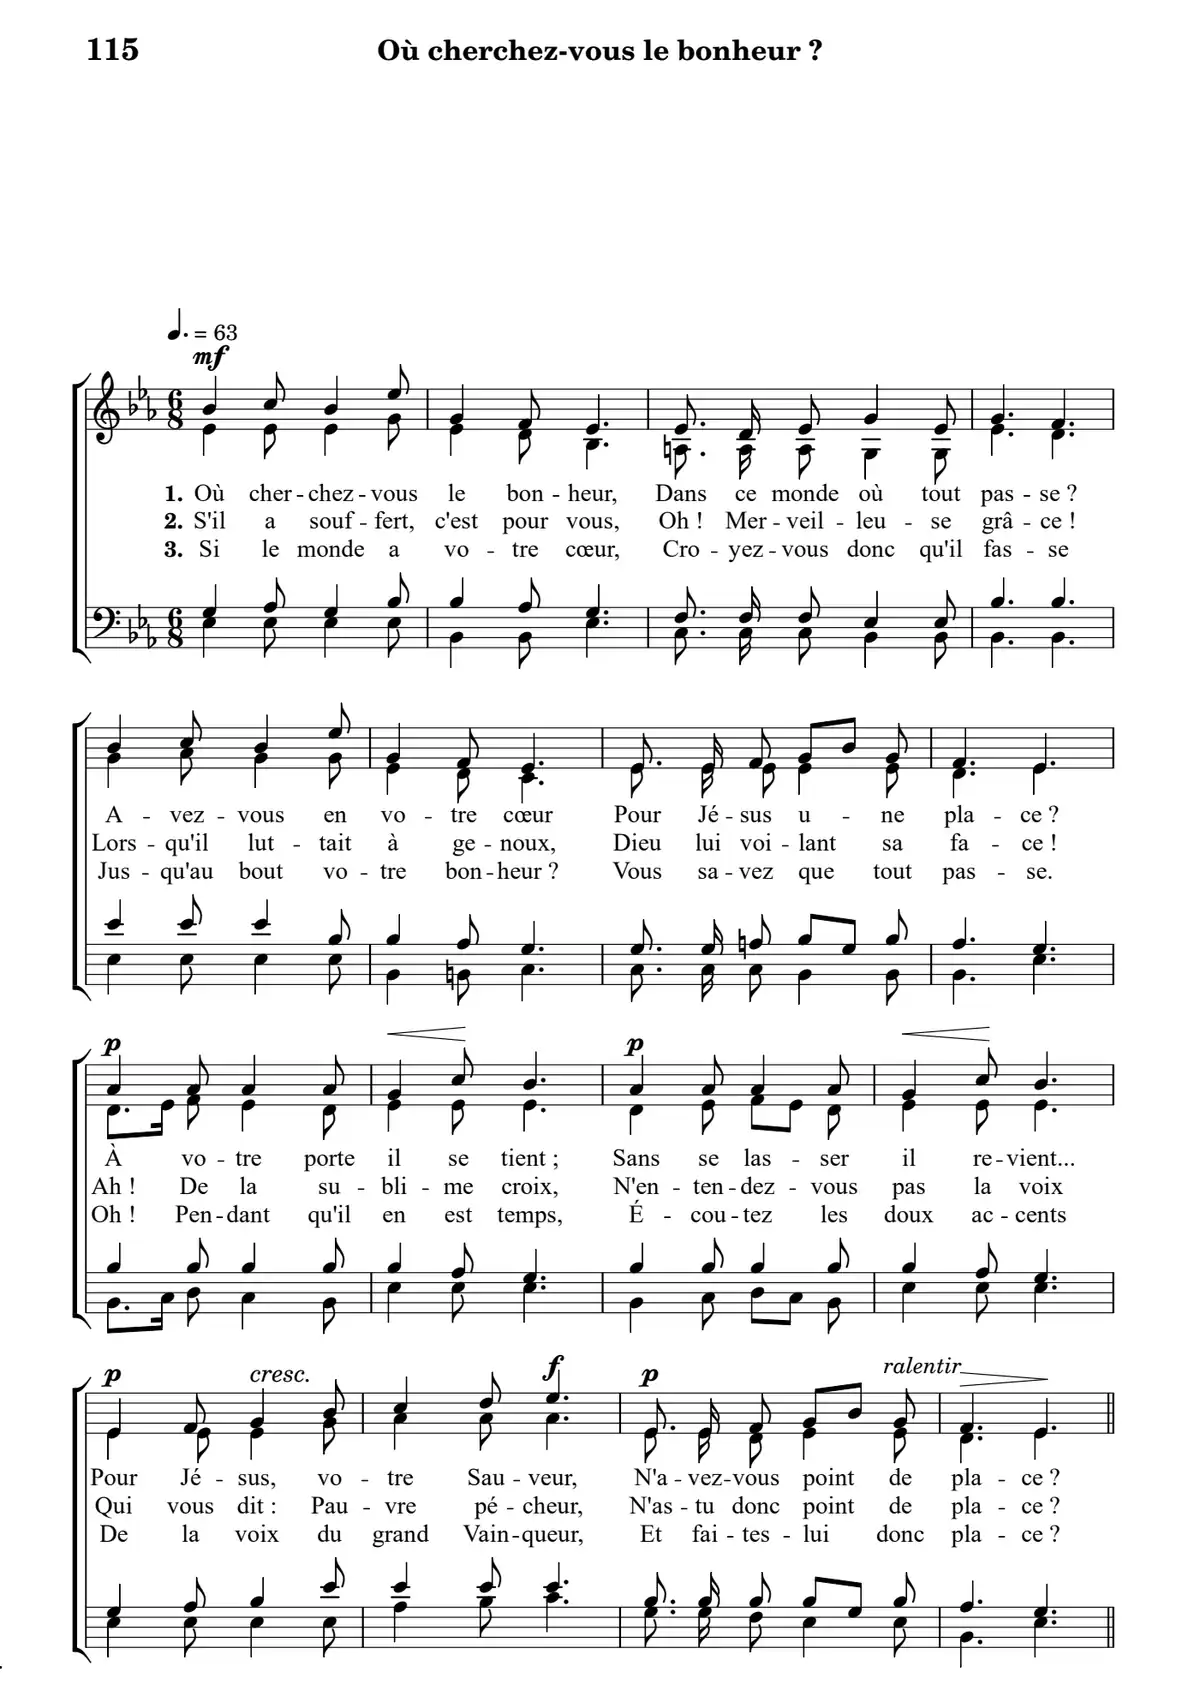 115 Où cherchez-vous le bonheur ?
= 63
mf
1. Où cher - chez - vous le bon - heur, Dans ce monde où tout pas - se ?
2. S'il a souf - fert, c'est pour vous, Oh ! Mer - veil - leu - se grâ - ce !
3. Si le monde a vo - tre cœur, Cro - yez - vous donc qu'il fas - se
A - vez - vous en vo - tre cœur Pour Jé - sus u - ne pla - ce ?
Lors - qu'il lut - tait à ge - noux, Dieu lui voi - lant sa fa - ce !
Jus - qu'au bout vo - tre bon - heur ? Vous sa - vez que tout pas - se.
p p
À vo - tre porte il se tient ; Sans se las - ser il re - vient...
Ah ! De la su - bli - me croix, N'en - ten - dez - vous pas la voix
Oh ! Pen - dant qu'il en est temps, É - cou - tez les doux ac - cents
p cresc. f p ralentir
Pour Jé - sus, vo - tre Sau - veur, N'a - vez - vous point de pla - ce ?
Qui vous dit : Pau - vre pé - cheur, N'as - tu donc point de pla - ce ?
De la voix du grand Vain - queur, Et fai - tes - lui donc pla - ce ?